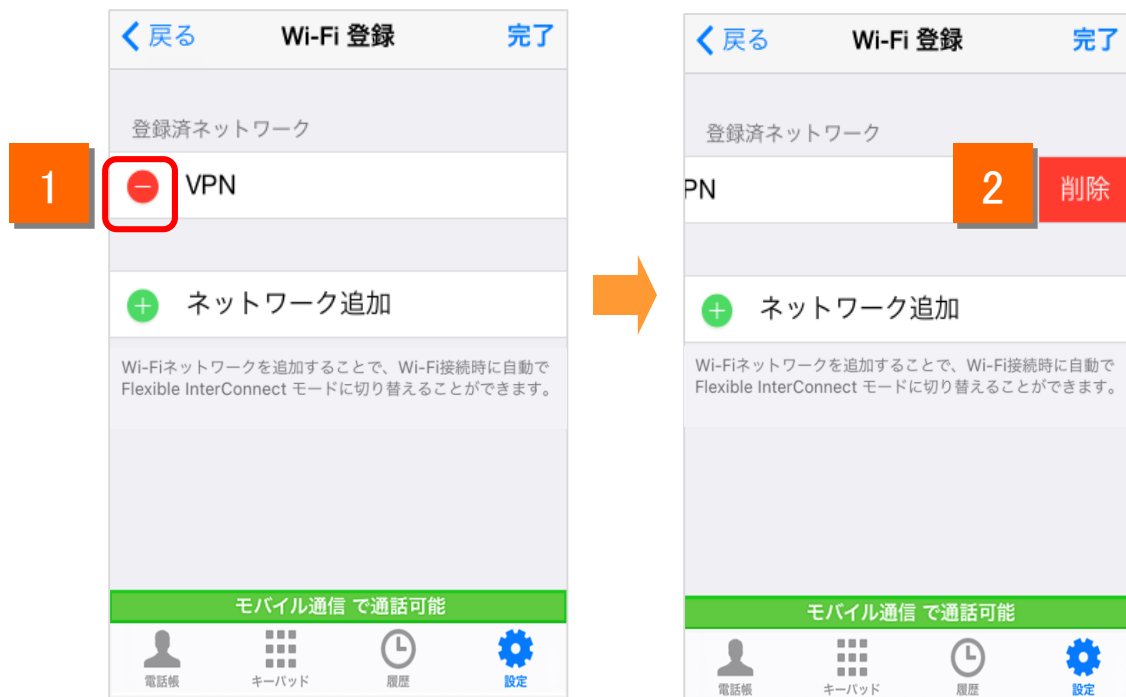 戻る
Wi-Fi 登録
完了
登録済ネットワーク
1
VPN
ネットワーク追加
Wi-Fiネットワークを追加することで、Wi-Fi接続時に自動で
Flexible InterConnect モードに切り替えることができます。
モバイル通信 で通話可能
電話帳
キーパッド
履歴
設定
戻る
Wi-Fi 登録
完了
登録済ネットワーク
PN
2
削除
ネットワーク追加
Wi-Fiネットワークを追加することで、Wi-Fi接続時に自動で
Flexible InterConnect モードに切り替えることができます。
モバイル通信 で通話可能
電話帳
キーパッド
履歴
設定